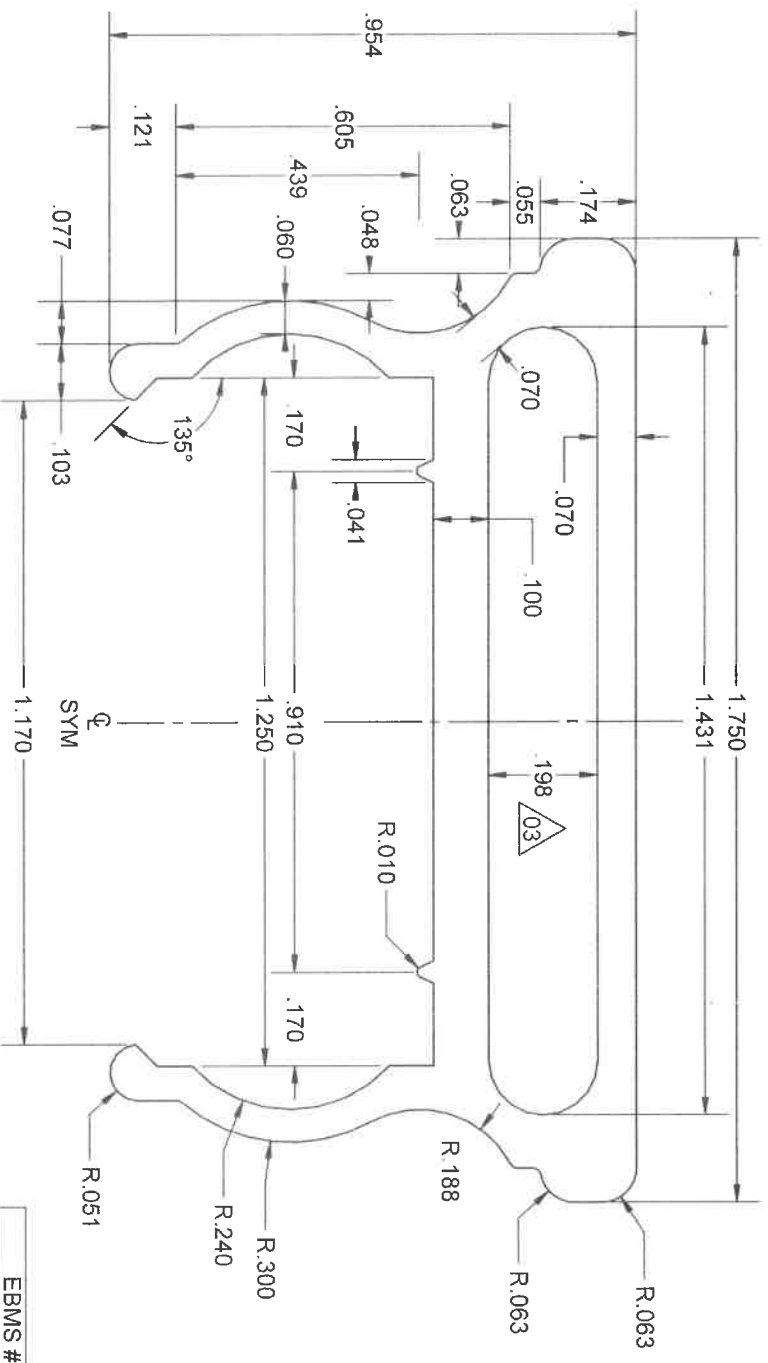 .954
.121
.605
.439
.174
.055
.063
.048
.060
.077
.103
135°
.170
.041
.070
.070
.100
1.750
1.431
.198
03
.910
1.250
1.170
℄
SYM
R.010
.170
R.188
R.063
R.063
R.300
R.240
R.051
EBMS #